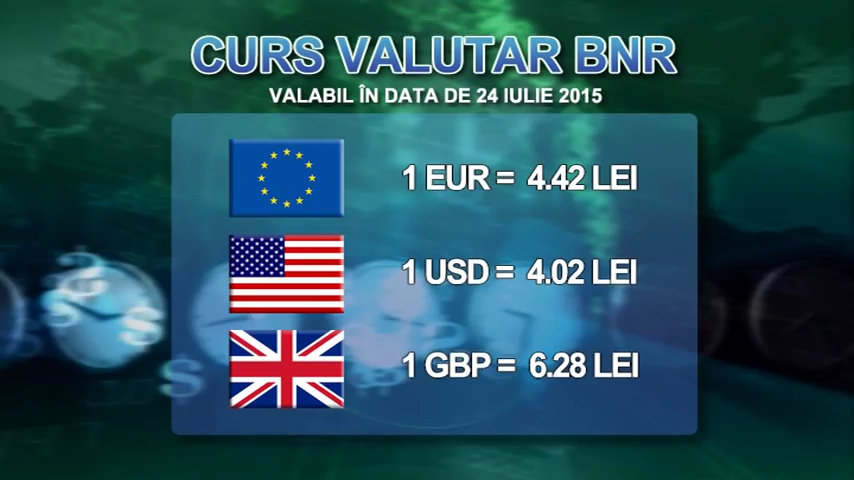 CURS VALUTAR BNR
VALABIL ÎN DATA DE 24 IULIE 2015
1 EUR = 4.42 LEI
1 USD = 4.02 LEI
1 GBP = 6.28 LEI